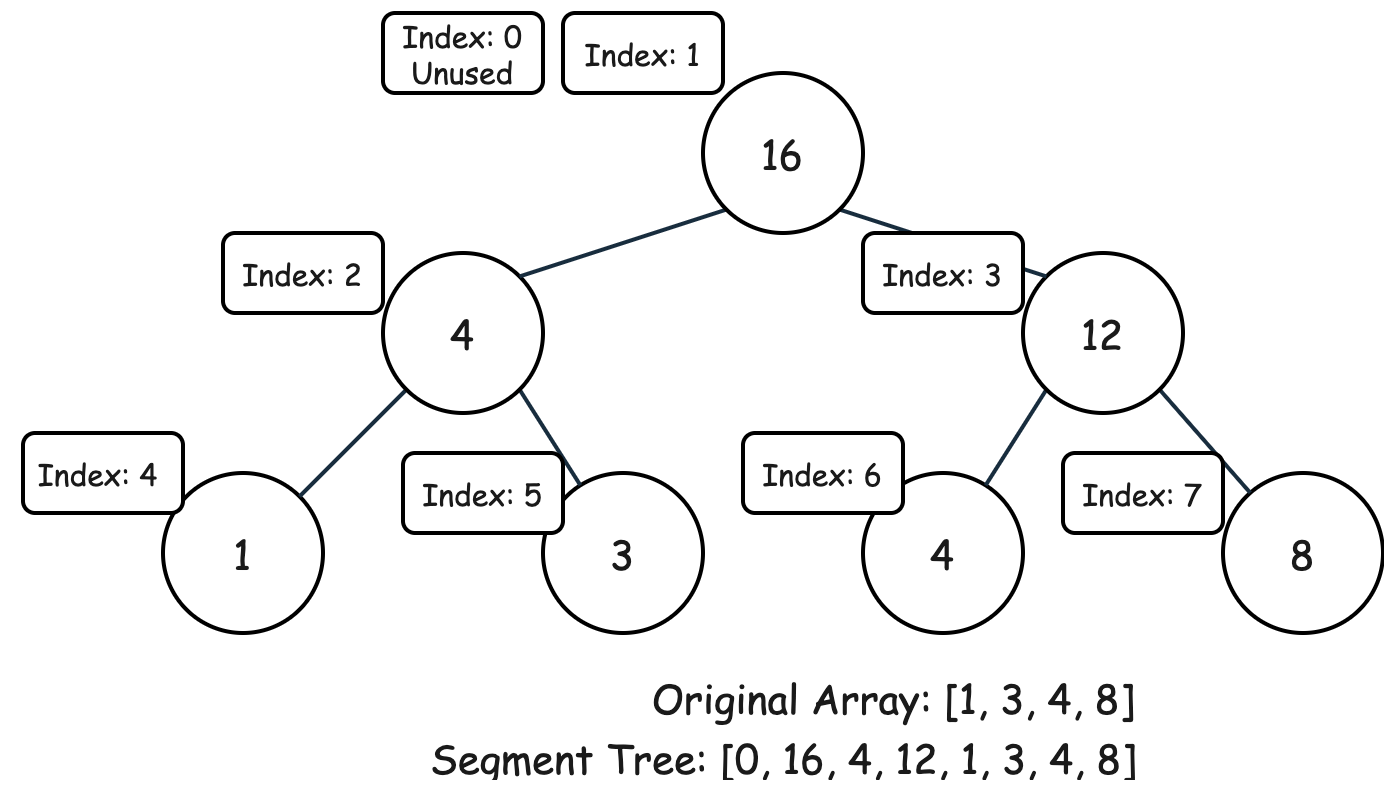 Index: 0
Unused
Index: 1
16
Index: 2
Index: 3
4
12
Index: 4
Index: 5
Index: 6
Index: 7
1
3
4
8
Original Array: [1, 3, 4, 8]
Segment Tree: [0, 16, 4, 12, 1, 3, 4, 8]